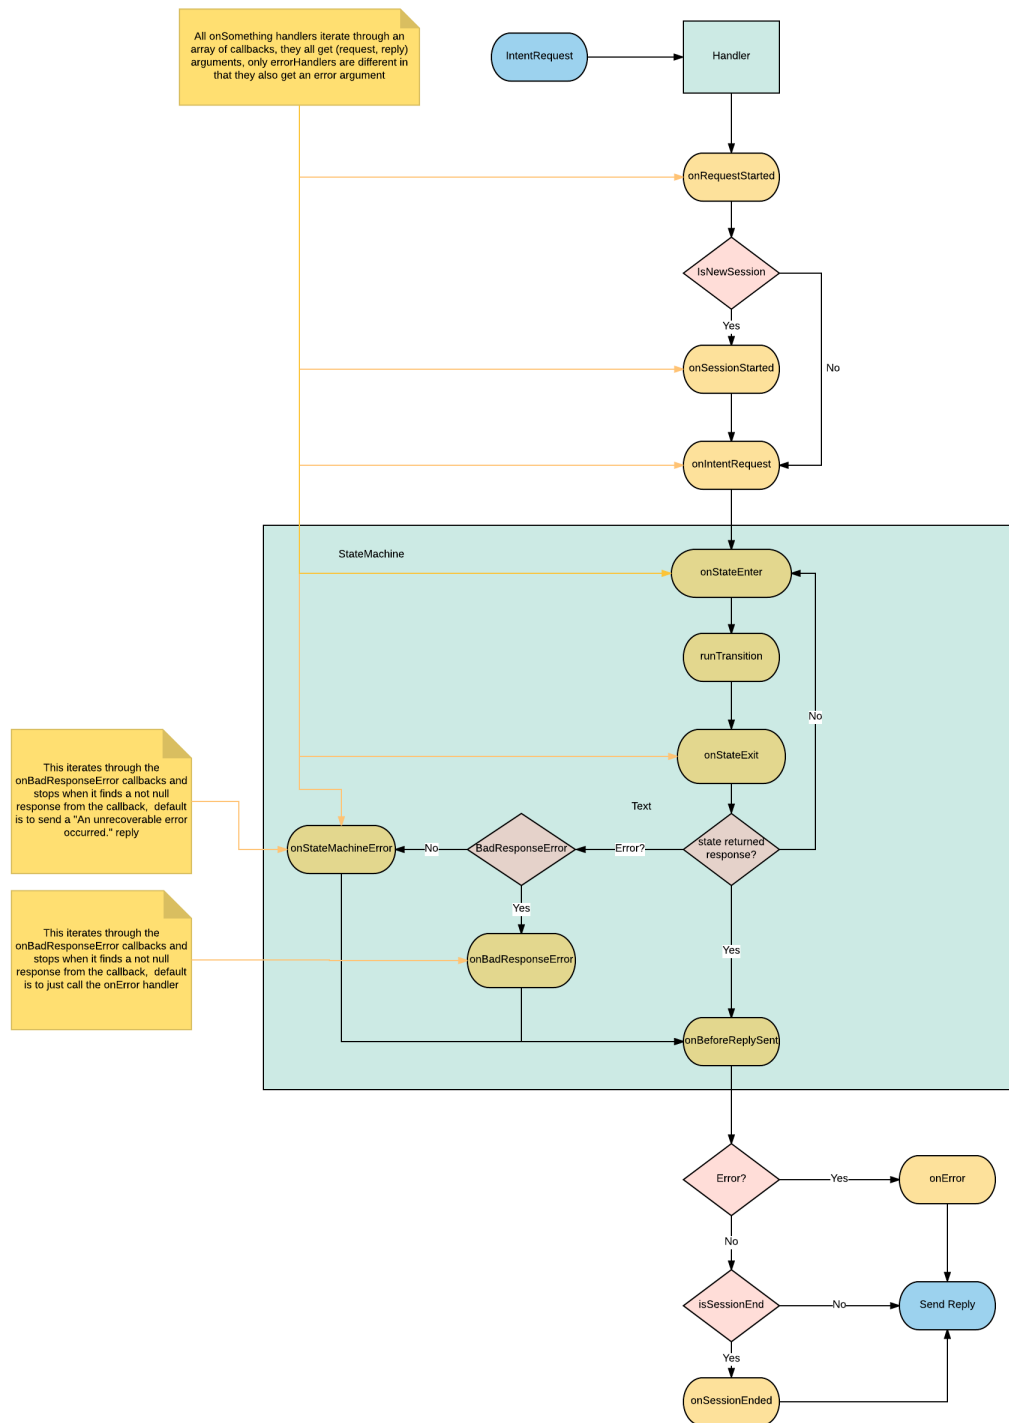 All onSomething handlers iterate through an
array of callbacks, they all get (request, reply)
arguments, only errorHandlers are different in
that they also get an error argument
IntentRequest
Handler
onRequestStarted
IsNewSession
Yes
onSessionStarted
No
onIntentRequest
StateMachine
onStateEnter
runTransition
No
onStateExit
This iterates through the
onBadResponseError callbacks and
stops when it finds a not null
response from the callback, default
is to send a "An unrecoverable error
occurred." reply
Text
onStateMachineError
No
BadResponseError
Error?
state returned
response?
Yes
This iterates through the
onBadResponseError callbacks and
stops when it finds a not null
response from the callback, default
is to just call the onError handler
onBadResponseError
Yes
onBeforeReplySent
Error?
Yes
onError
No
isSessionEnd
No
Send Reply
Yes
onSessionEnded